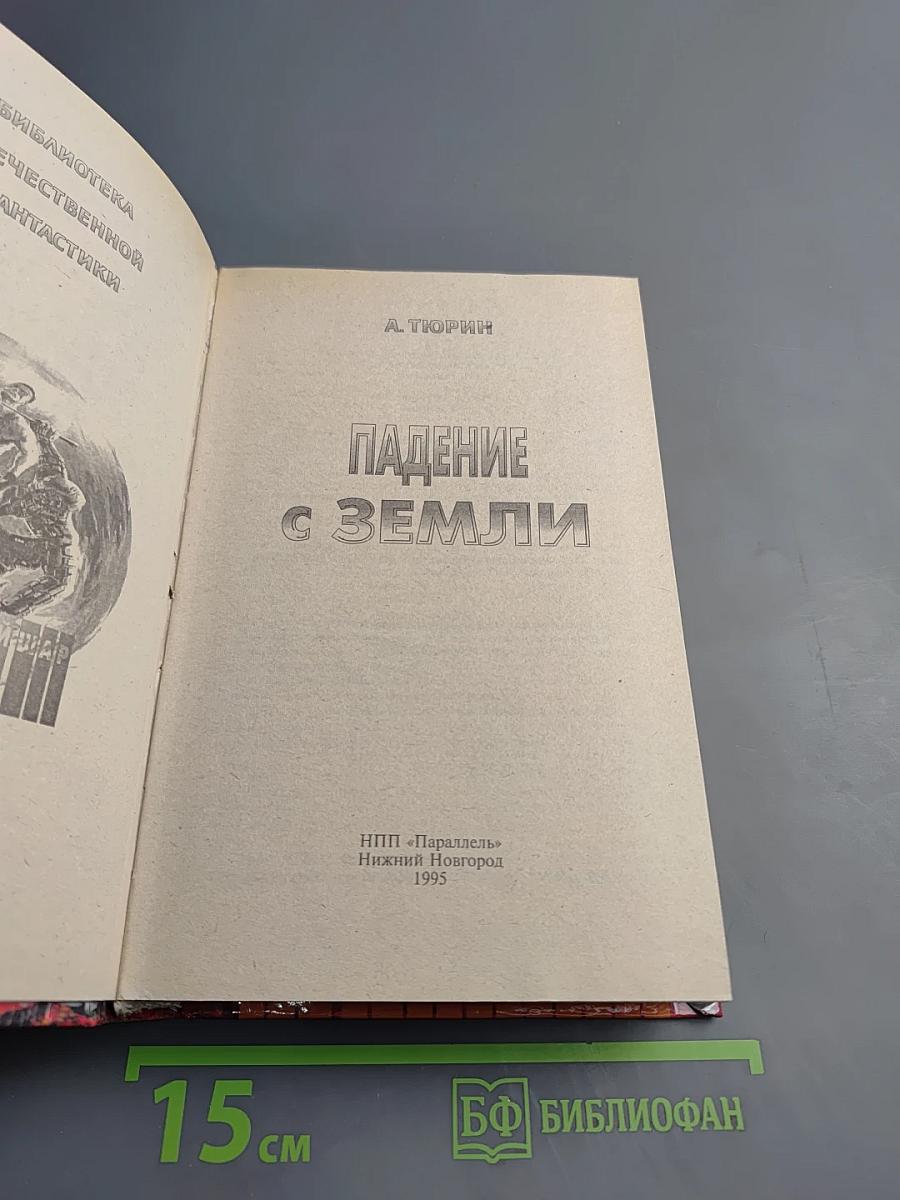 БИБЛИОТЕКА
ЕЧЕСТВЕННОЙ
АНТАСТИКИ
А. ТЮРИН
ПАДЕНИЕ
с ЗЕМЛИ
НПП «Параллель»
Нижний Новгород
1995
15 см
БФ БИБЛИОФАН